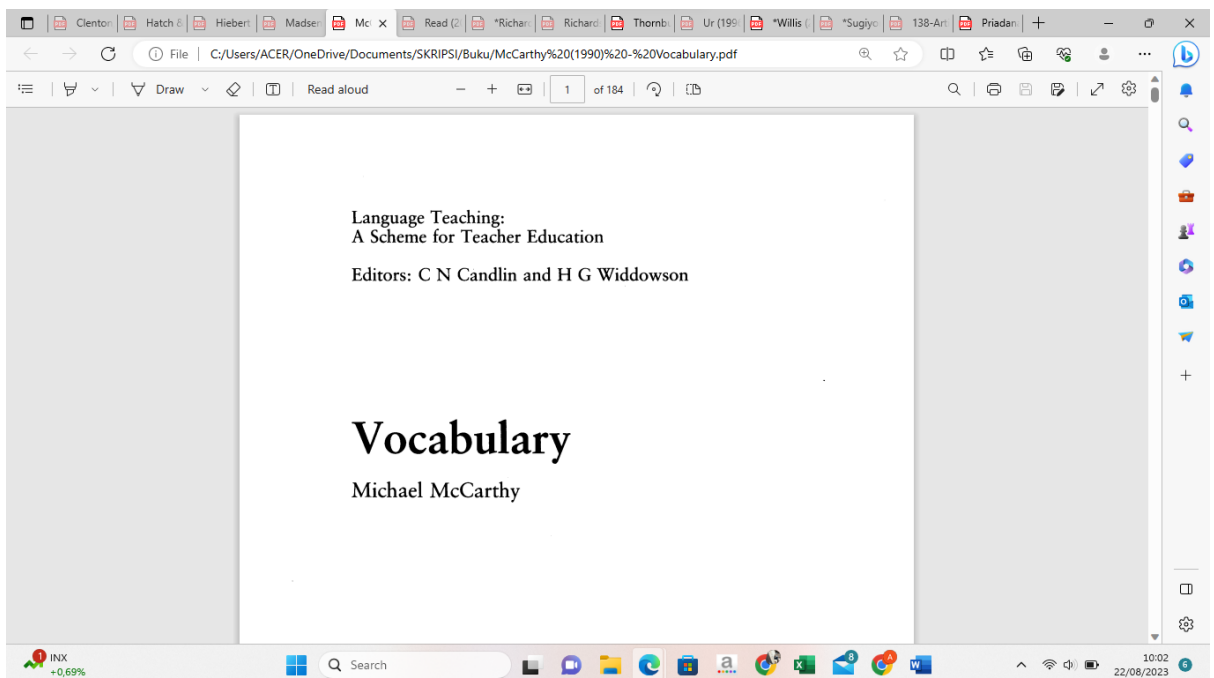 Clenton Hatch & Hiebert Madsen Mc Read (2 *Richar Richard Thornbu Ur (199 *Willis ( *Sugiyo 138-Art Priadan
File C:/Users/ACER/OneDrive/Documents/SKRIPSI/Buku/McCarthy%20(1990)%20-%20Vocabulary.pdf
Draw Read aloud 1 of 184
Language Teaching:
A Scheme for Teacher Education
Editors: C N Candlin and H G Widdowson
Vocabulary
Michael McCarthy
1 INX
+0,69%
Search
8
10:02
22/08/2023
6